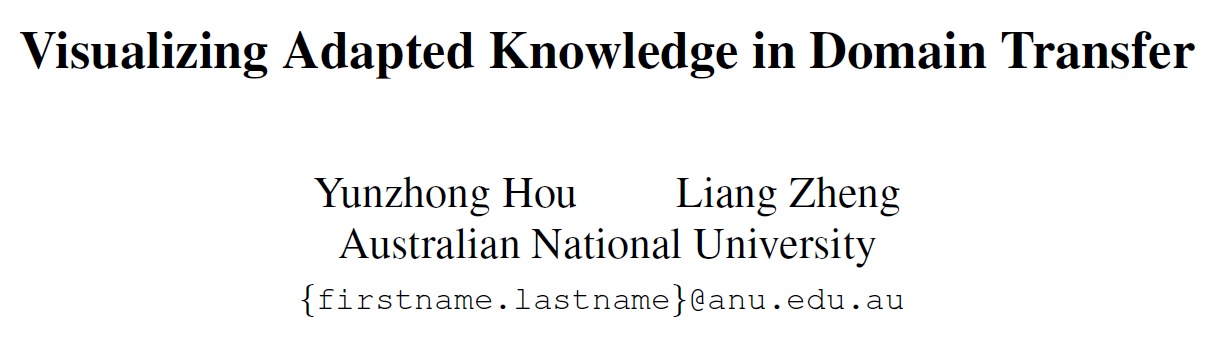 Visualizing Adapted Knowledge in Domain Transfer
Yunzhong Hou Liang Zheng
Australian National University
{firstname.lastname}@anu.edu.au